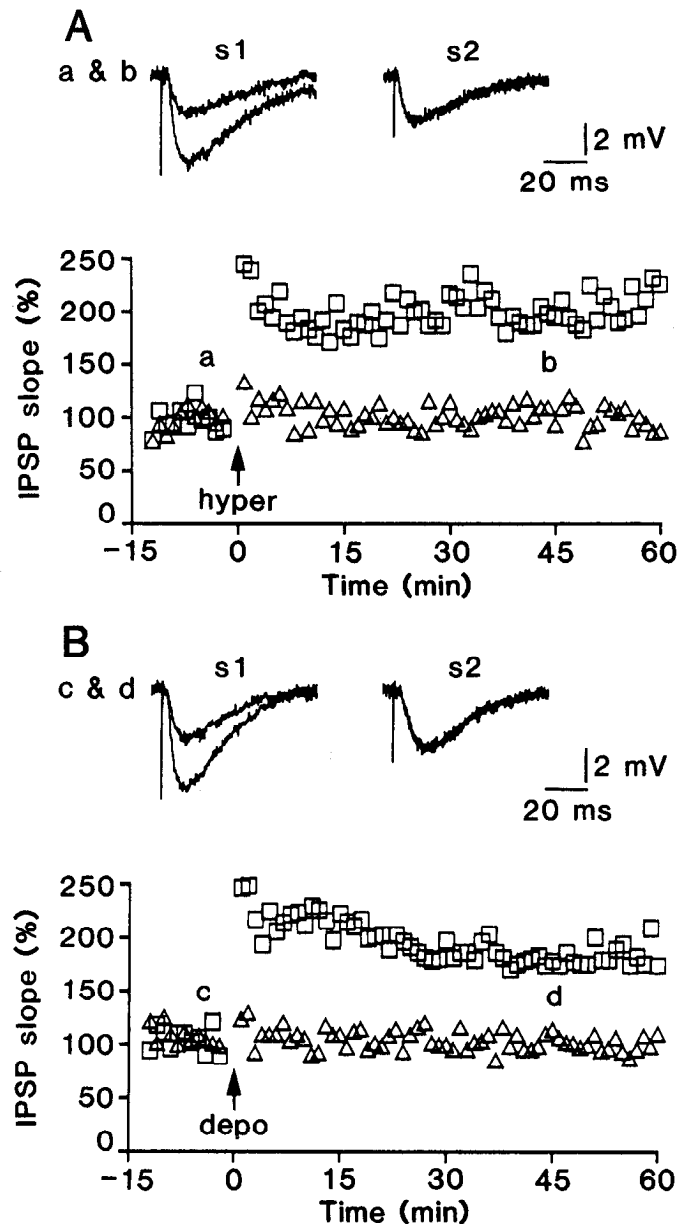 A
s1 s2
a & b
2 mV
20 ms
IPSP slope (%)
250
200
150
100
50
0
a
b
hyper
-15 0 15 30 45 60
Time (min)
B
s1 s2
c & d
2 mV
20 ms
IPSP slope (%)
250
200
150
100
50
0
c
d
depo
-15 0 15 30 45 60
Time (min)